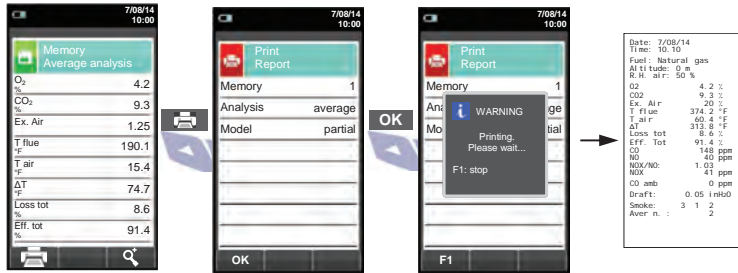 7/08/14
10:00
Memory
Average analysis
O2
%
4.2
CO2
%
9.3
Ex. Air
1.25
T flue
°F
190.1
T air
°F
15.4
ΔT
°F
74.7
Loss tot
%
8.6
Eff. tot
%
91.4
7/08/14
10:00
Print
Report
Memory 1
Analysis average
Model partial
OK
OK
7/08/14
10:00
Print
Report
Memory 1
Ana ge
Mo tial
i WARNING
Printing.
Please wait...
F1: stop
F1
Date: 7/08/14
Time: 10.10
Fuel: Natural gas
Altitude: 0 m
R.H. air: 50 %
O2 4.2 %
CO2 9.3 %
Ex. Air 20 %
T flue 374.2 °F
T air 60.4 °F
ΔT 313.8 °F
Loss tot 8.6 %
Eff. Tot 91.4 %
CO 148 ppm
NO 40 ppm
NOX/NO: 1.03
NOX 41 ppm
CO amb 0 ppm
Draft: 0.05 inH2O
Smoke: 3 1 2
Aver n. : 2